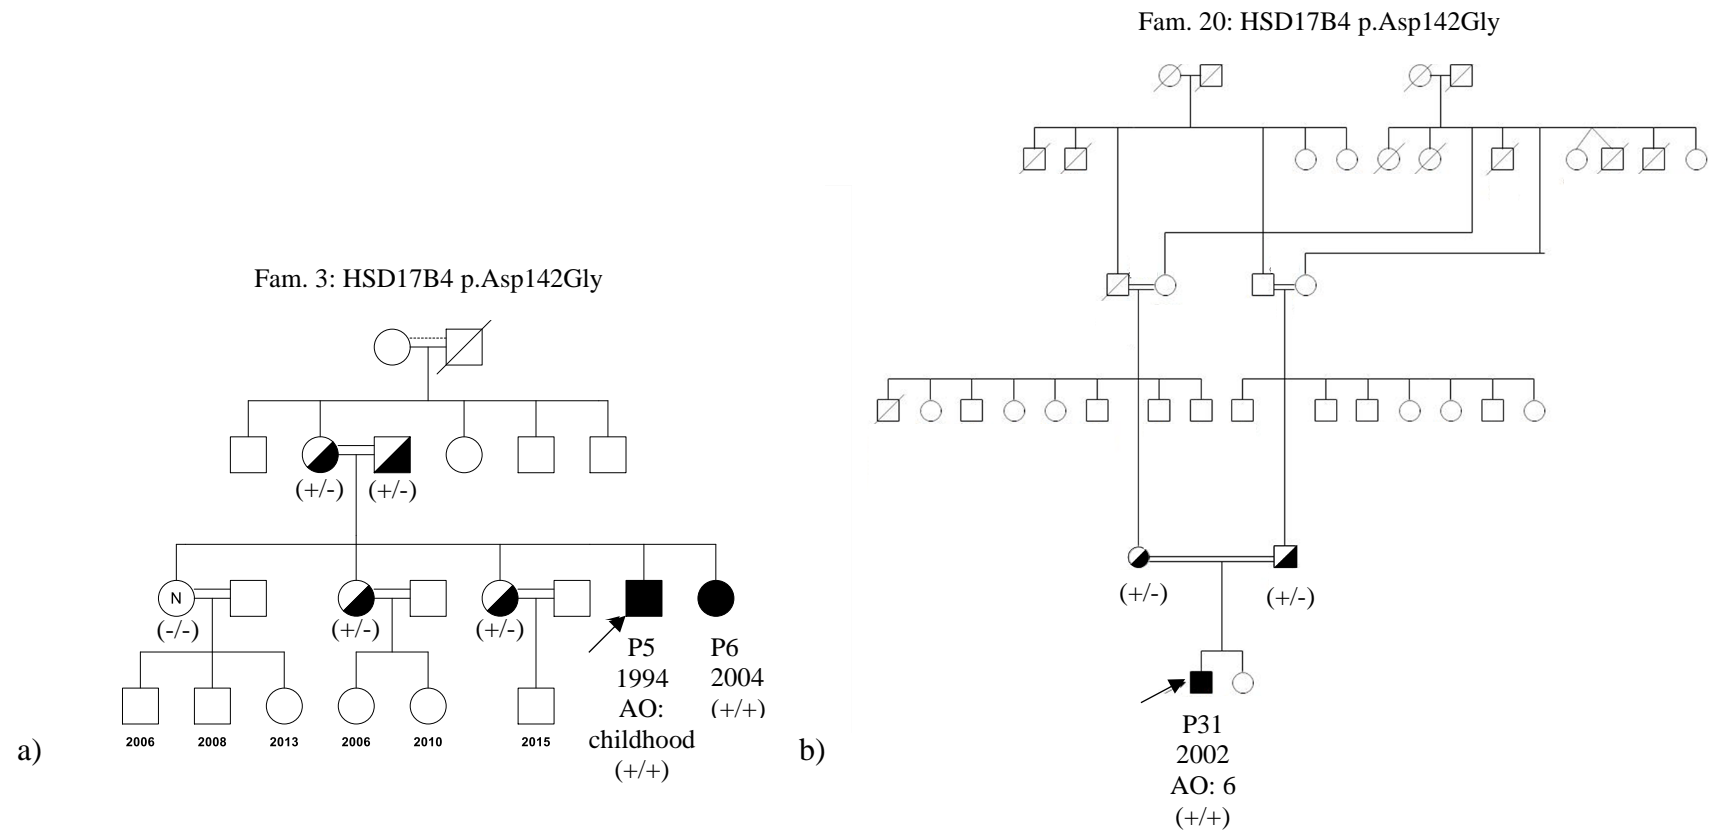 Fam. 20: HSD17B4 p.Asp142Gly
Fam. 3: HSD17B4 p.Asp142Gly
(+/-) (+/-)
N
(-/-) (+/-) (+/-)
P5 P6
1994 2004
AO: (+/+)
childhood
(+/+)
2006 2008 2013 2006 2010 2015
a)
(+/-) (+/-)
P31
2002
AO: 6
(+/+)
b)